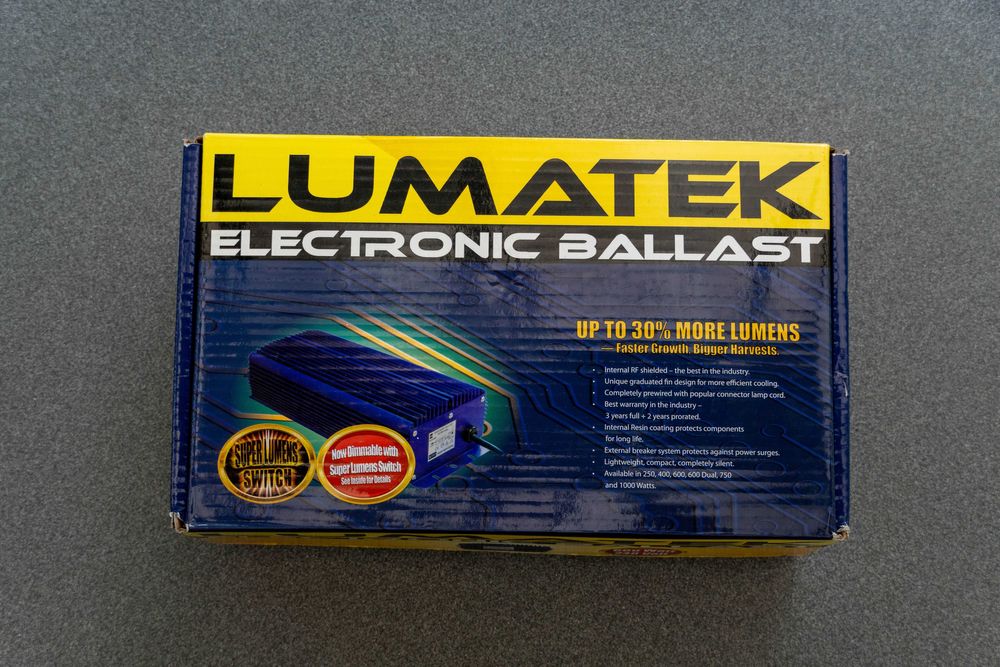 LUMATEK
ELECTRONIC BALLAST
UP TO 30% MORE LUMENS
— Faster Growth. Bigger Harvests.
• Internal RF shielded – the best in the industry.
• Unique graduated fin design for more efficient cooling.
• Completely prewired with popular connector lamp cord.
• Best warranty in the industry –
3 years full + 2 years prorated.
• Internal Resin coating protects components
for long life.
• External breaker system protects against power surges.
• Lightweight, compact, completely silent.
• Available in 250, 400, 600, 600 Dual, 750
and 1000 Watts.
SUPER LUMENS
SWITCH
Now Dimmable with
Super Lumens Switch
See Inside for Details